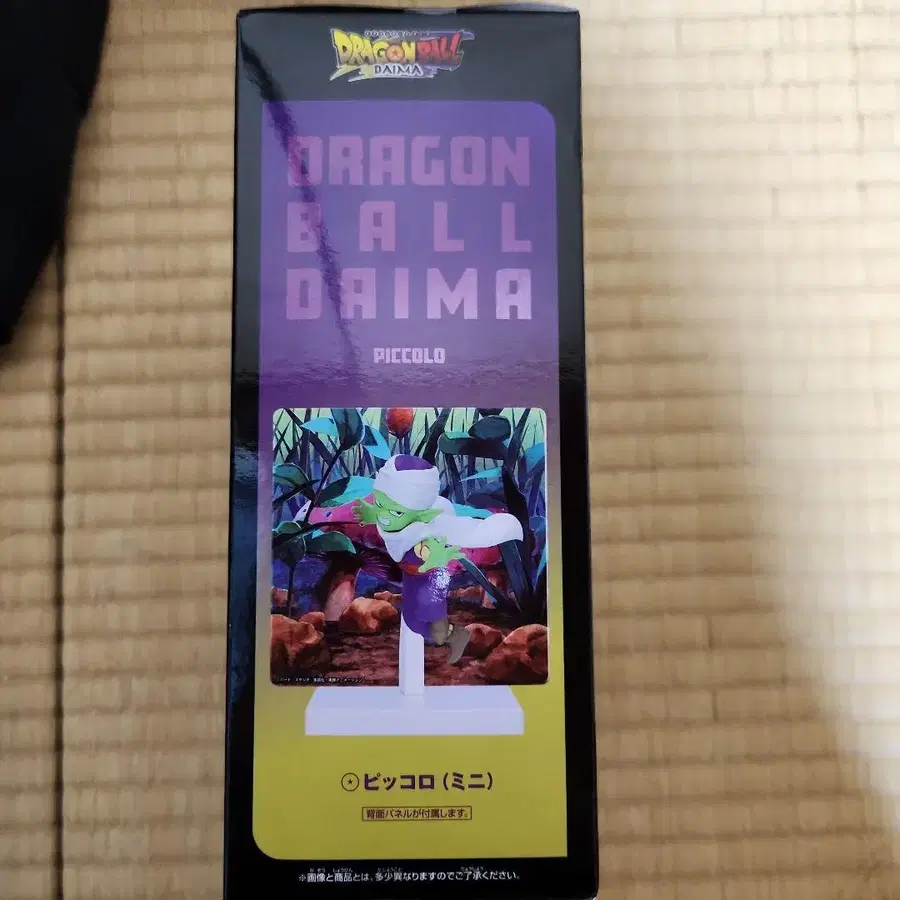 DRAGON BALL
DAIMA
DRAGON
BALL
DAIMA
PICCOLO
ピッコロ（ミニ）
背面パネルが付属します。
※画像と商品とは、多少異なりますのでご了承ください。